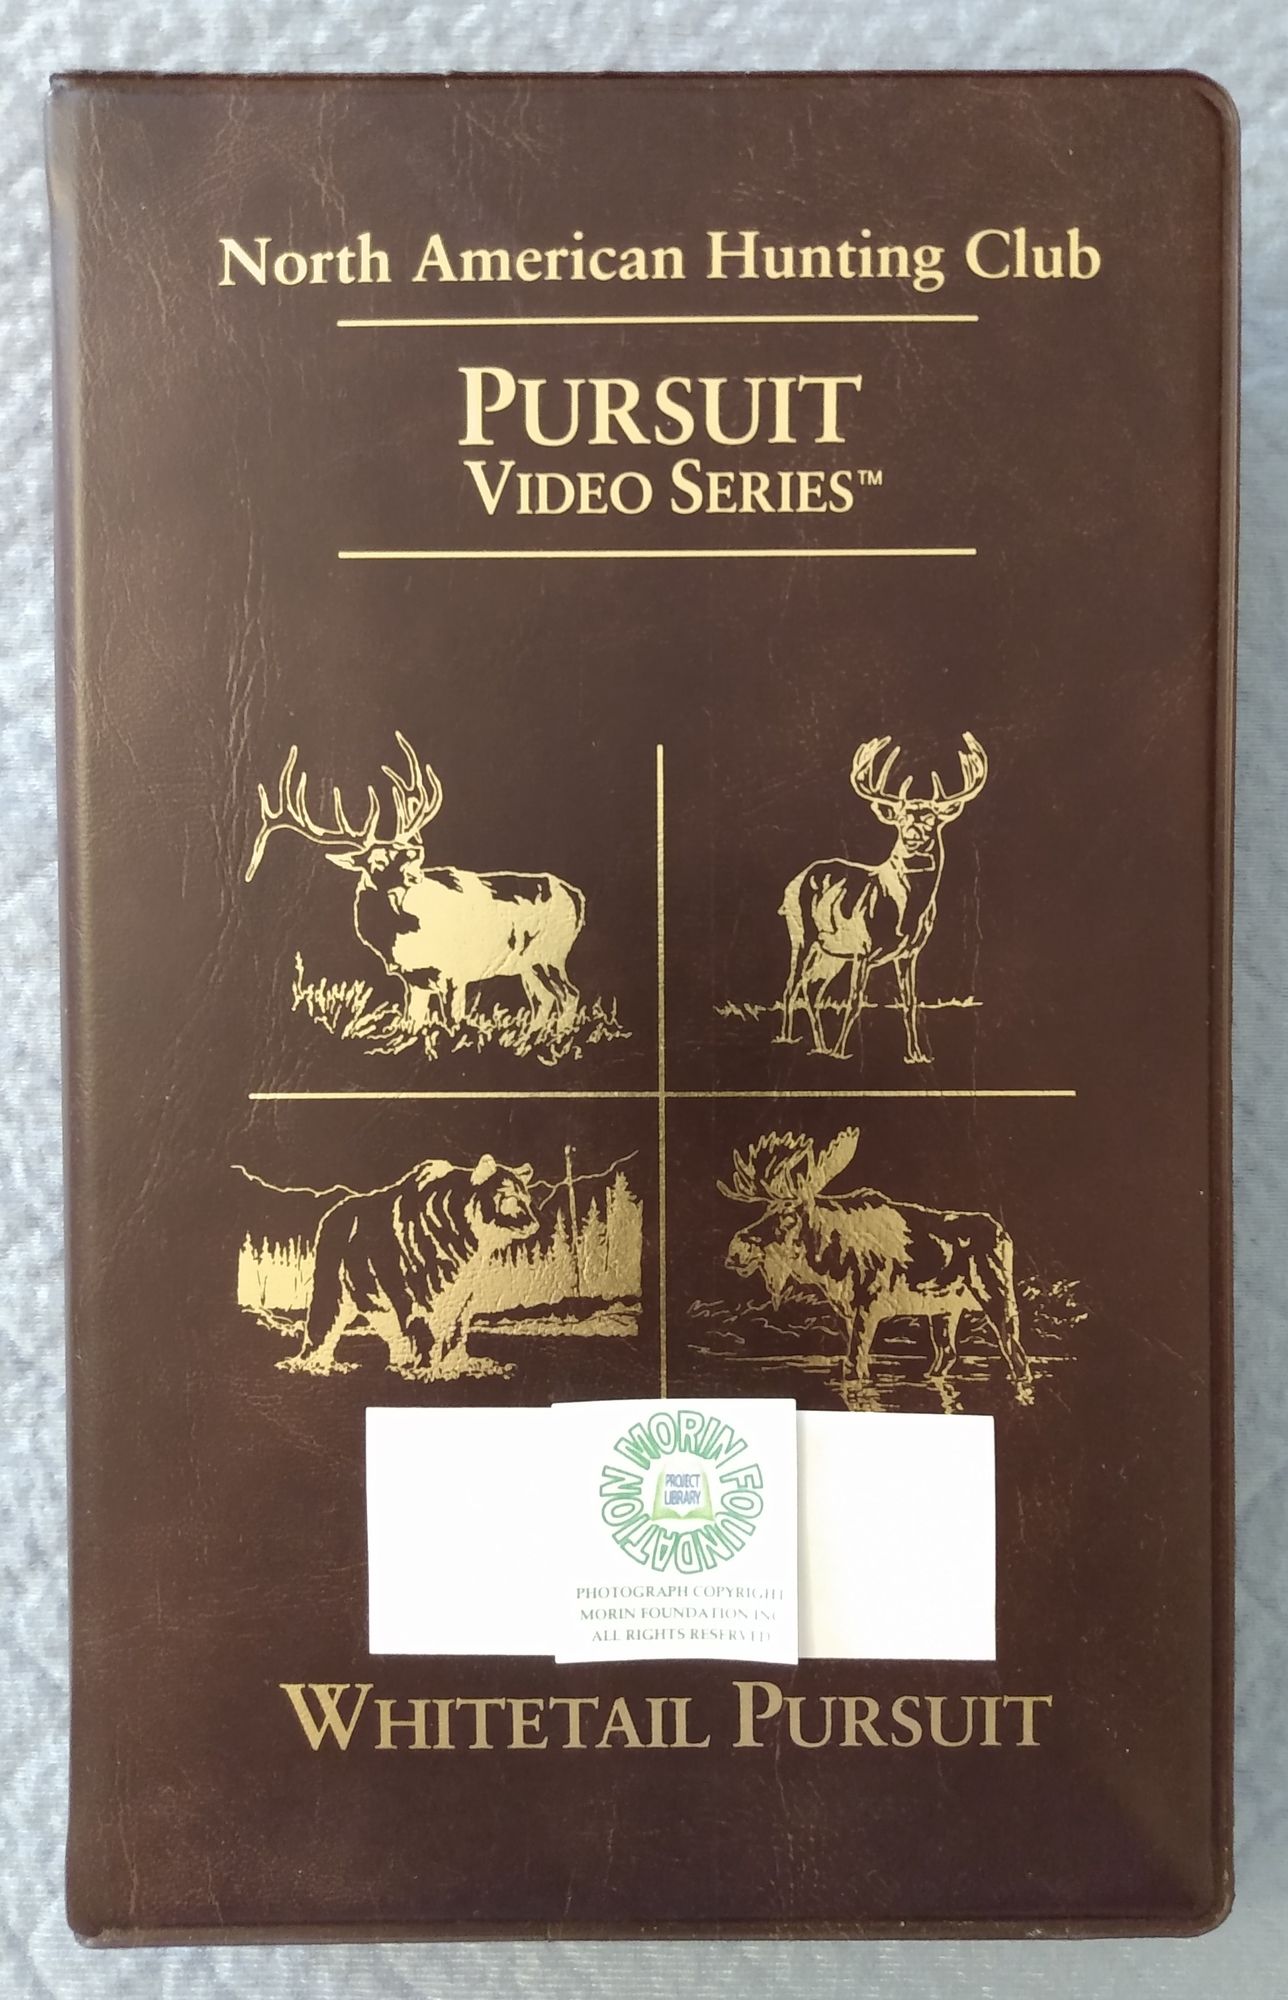 North American Hunting Club
PURSUIT
VIDEO SERIES™
MORIN FOUNDATION
PROJECT
LIBRARY
PHOTOGRAPH COPYRIGHT
MORIN FOUNDATION INC
ALL RIGHTS RESERVED
WHITETAIL PURSUIT